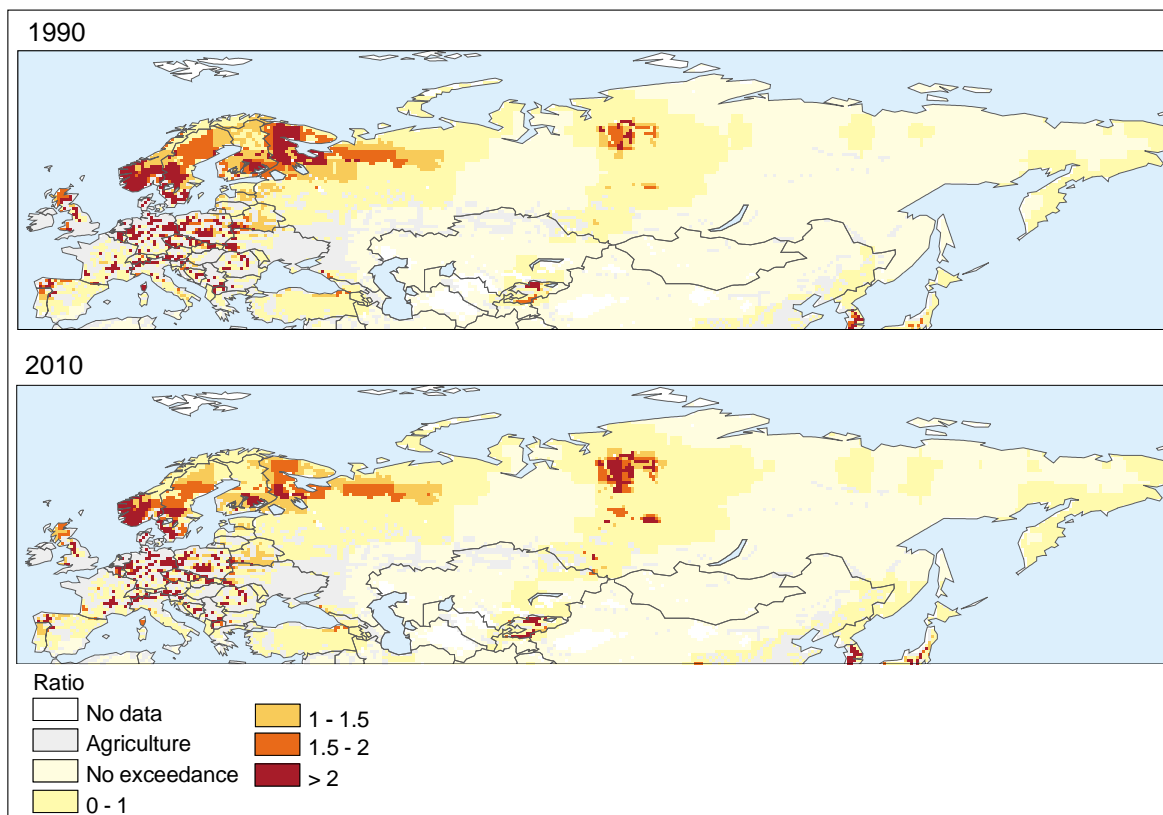 1990
2010
Ratio
No data
Agriculture
No exceedance
0 - 1
1 - 1.5
1.5 - 2
> 2